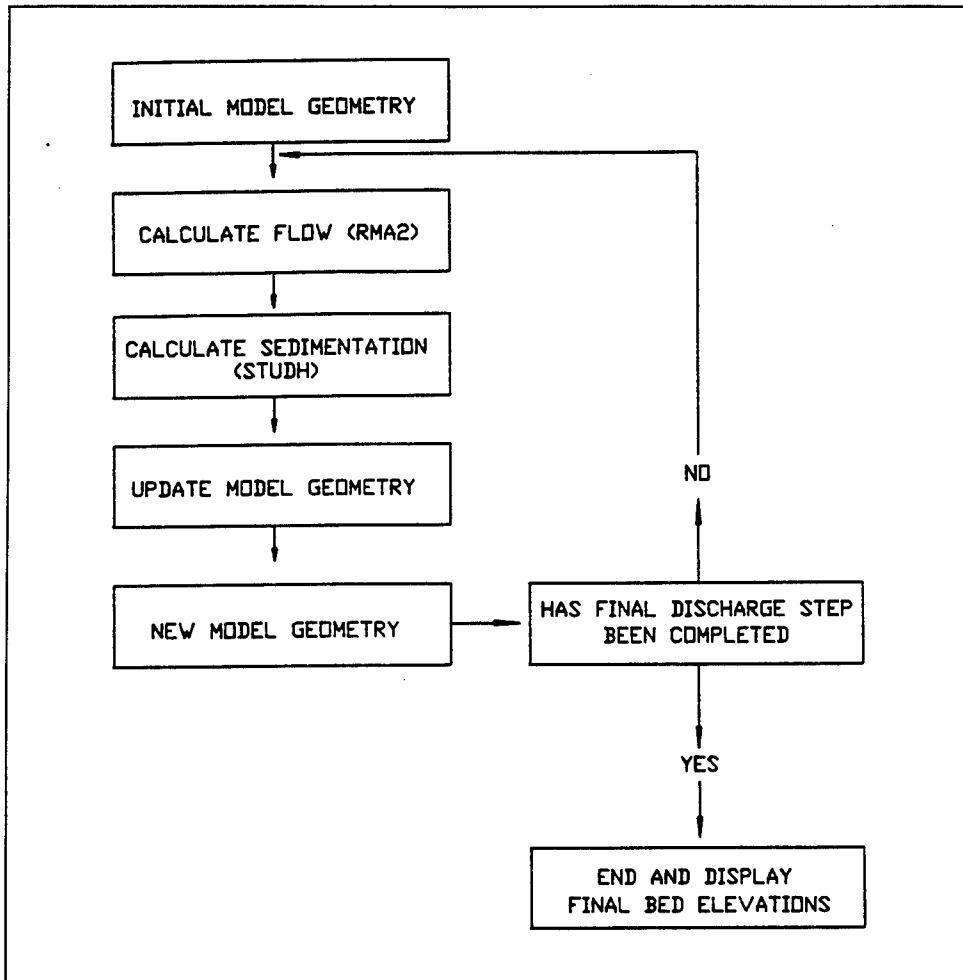 INITIAL MODEL GEOMETRY
CALCULATE FLOW (RMA2)
CALCULATE SEDIMENTATION
(STUDH)
UPDATE MODEL GEOMETRY
NEW MODEL GEOMETRY
HAS FINAL DISCHARGE STEP
BEEN COMPLETED
NO
YES
END AND DISPLAY
FINAL BED ELEVATIONS